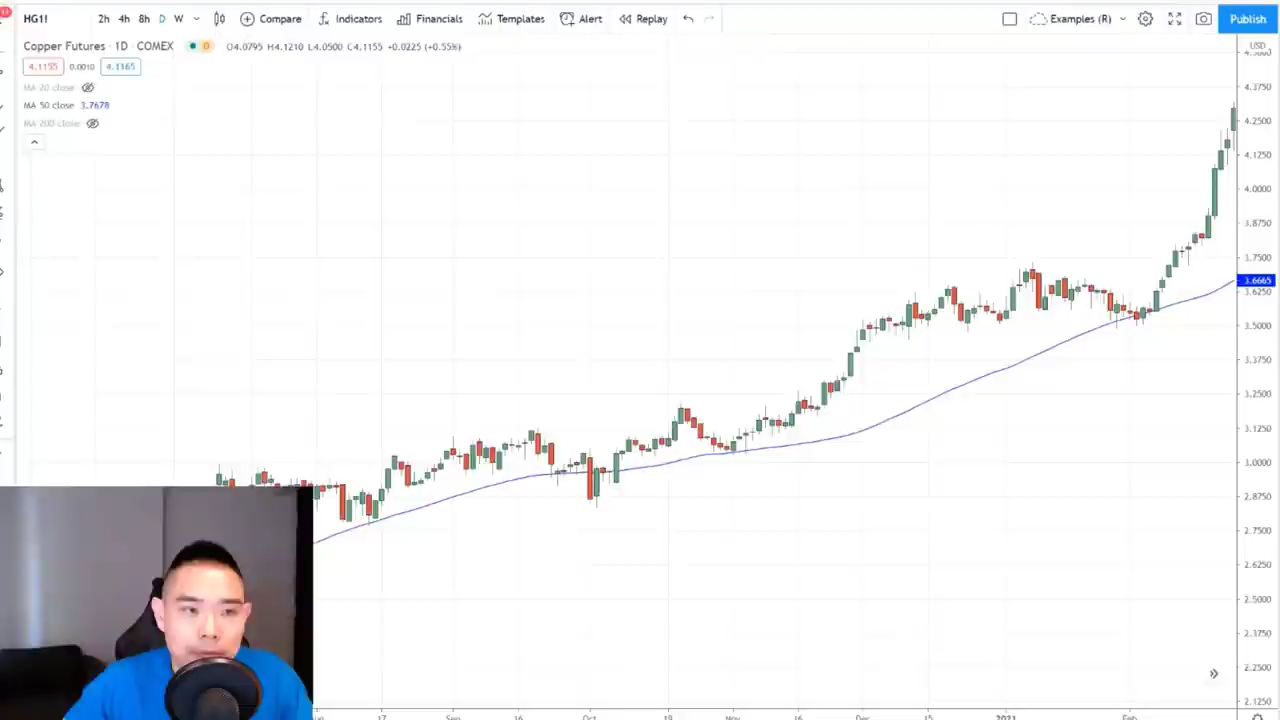 HG1! 2h 4h 8h D W Compare Indicators Financials Templates Alert Replay Examples (R) Publish
Copper Futures · 1D · COMEX D O4.0795 H4.1210 L4.0500 C4.1155 +0.0225 (+0.55%)
4.1155 0.0010 4.1165
MA 20 close
MA 50 close 3.7678
MA 200 close
USD
4.5000
4.3750
4.2500
4.1250
4.0000
3.8750
3.7500
3.6665
3.6250
3.5000
3.3750
3.2500
3.1250
3.0000
2.8750
2.7500
2.6250
2.5000
2.3750
2.2500
2.1250
17 Sep 16 Oct 19 Nov 16 Dec 15 2021 Feb